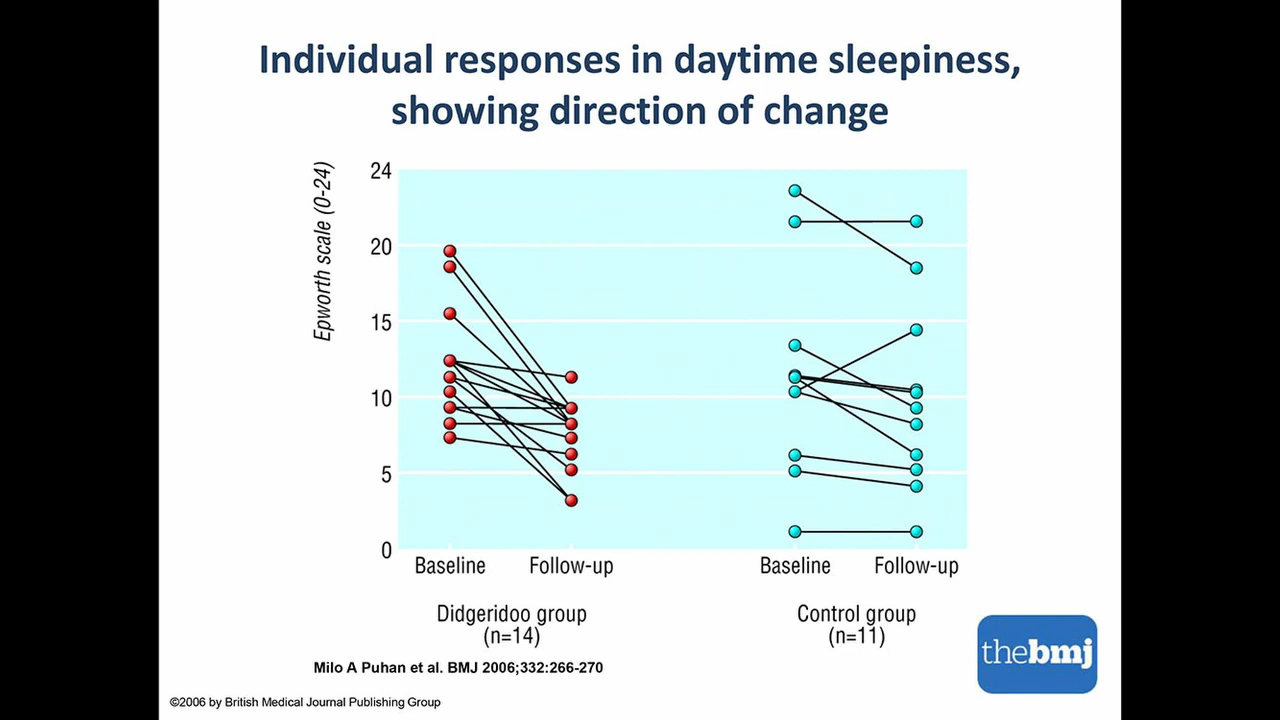 Individual responses in daytime sleepiness,
showing direction of change
Epworth scale (0-24)
24
20
15
10
5
0
Baseline Follow-up Baseline Follow-up
Didgeridoo group Control group
(n=14) (n=11)
Milo A Puhan et al. BMJ 2006;332:266-270
thebmj
©2006 by British Medical Journal Publishing Group